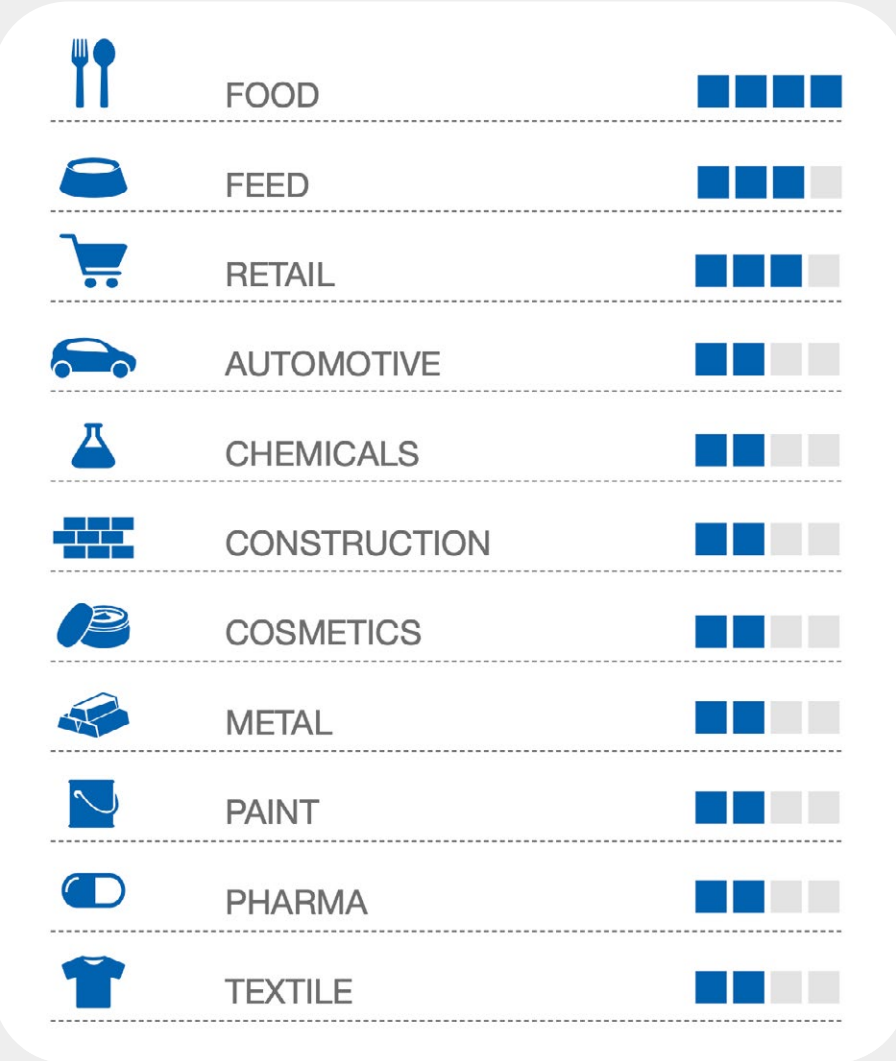 FOOD
FEED
RETAIL
AUTOMOTIVE
CHEMICALS
CONSTRUCTION
COSMETICS
METAL
PAINT
PHARMA
TEXTILE